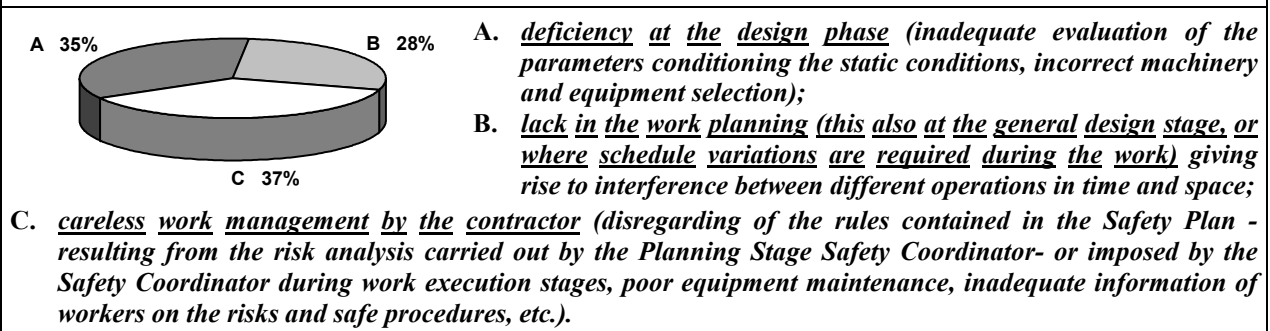 A 35%
B 28%
C 37%
A. deficiency at the design phase (inadequate evaluation of the
parameters conditioning the static conditions, incorrect machinery
and equipment selection);
B. lack in the work planning (this also at the general design stage, or
where schedule variations are required during the work) giving
rise to interference between different operations in time and space;
C. careless work management by the contractor (disregarding of the rules contained in the Safety Plan -
resulting from the risk analysis carried out by the Planning Stage Safety Coordinator- or imposed by the
Safety Coordinator during work execution stages, poor equipment maintenance, inadequate information of
workers on the risks and safe procedures, etc.).